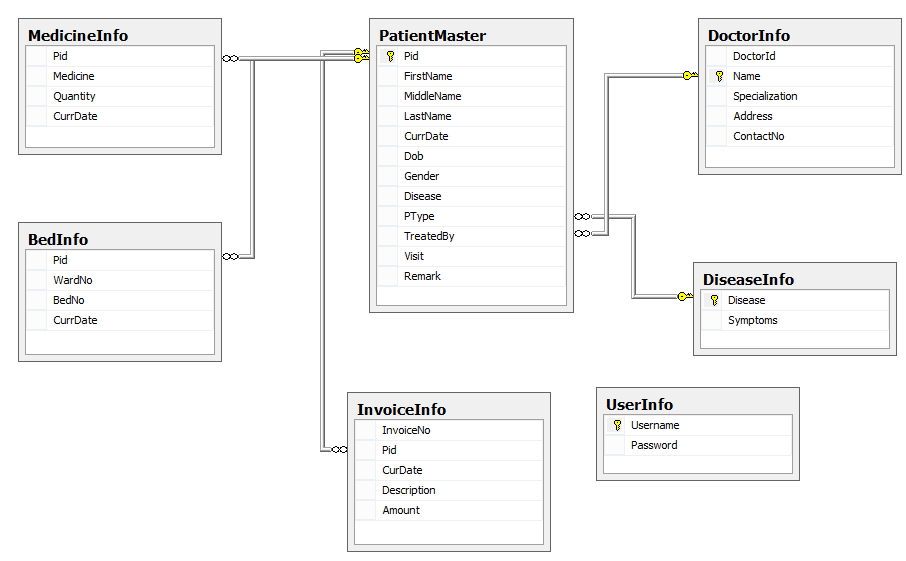 MedicineInfo
Pid
Medicine
Quantity
CurrDate
PatientMaster
Pid
FirstName
MiddleName
LastName
CurrDate
Dob
Gender
Disease
PType
TreatedBy
Visit
Remark
DoctorInfo
DoctorId
Name
Specialization
Address
ContactNo
BedInfo
Pid
WardNo
BedNo
CurrDate
DiseaseInfo
Disease
Symptoms
InvoiceInfo
InvoiceNo
Pid
CurDate
Description
Amount
UserInfo
Username
Password